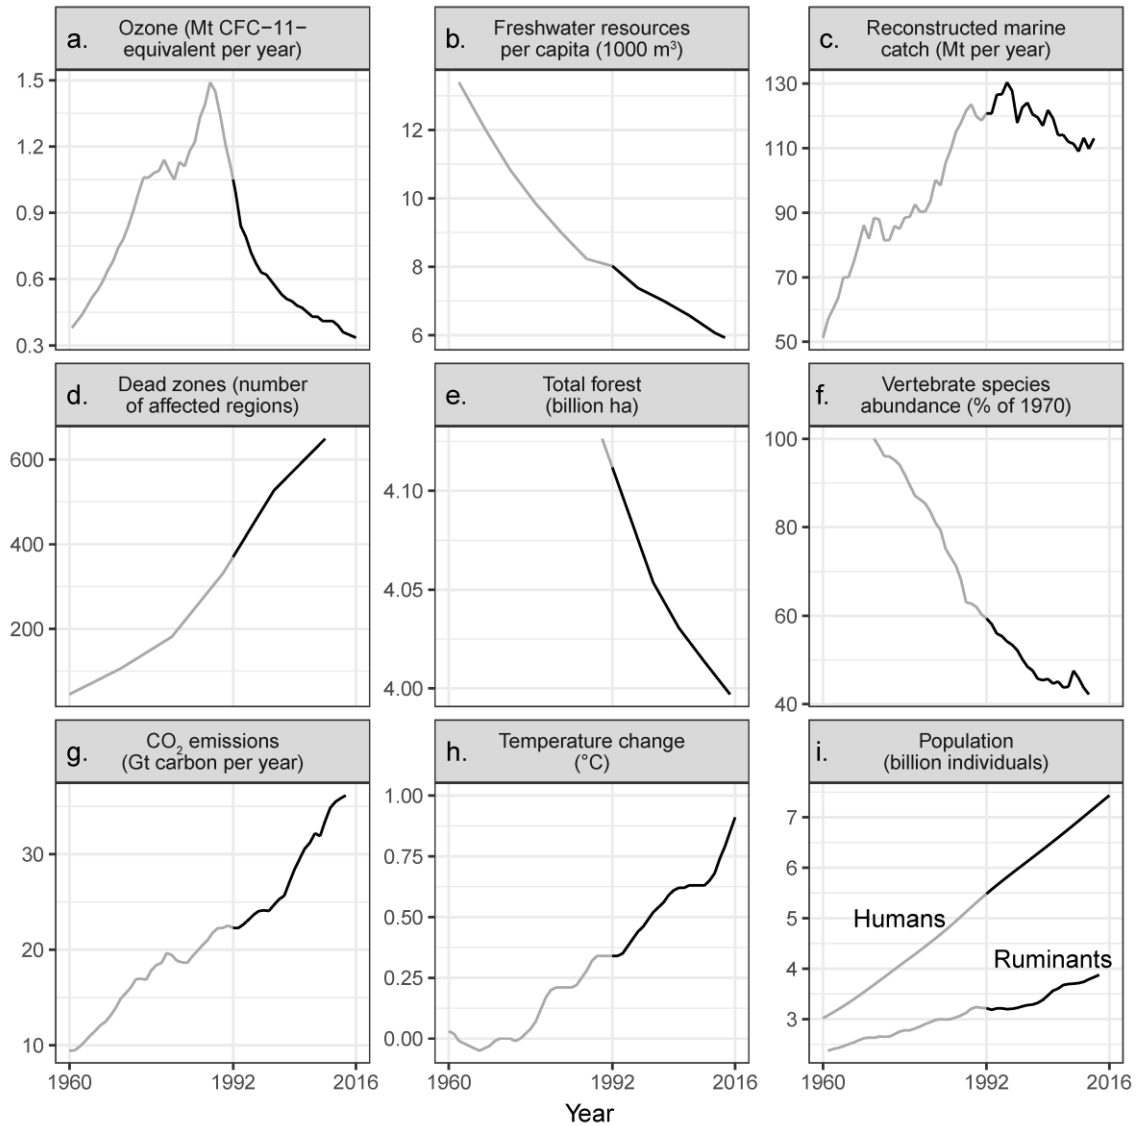 a.
Ozone (Mt CFC−11−
equivalent per year)
b.
Freshwater resources
per capita (1000 m³)
c.
Reconstructed marine
catch (Mt per year)
1.5
1.2
0.9
0.6
0.3
12
10
8
6
130
110
90
70
50
d.
Dead zones (number
of affected regions)
e.
Total forest
(billion ha)
f.
Vertebrate species
abundance (% of 1970)
600
400
200
4.10
4.05
4.00
100
80
60
40
g.
CO₂ emissions
(Gt carbon per year)
h.
Temperature change
(°C)
i.
Population
(billion individuals)
30
20
10
1.00
0.75
0.50
0.25
0.00
7
6
5
4
3
Humans
Ruminants
1960 1992 2016
1960 1992 2016
1960 1992 2016
Year